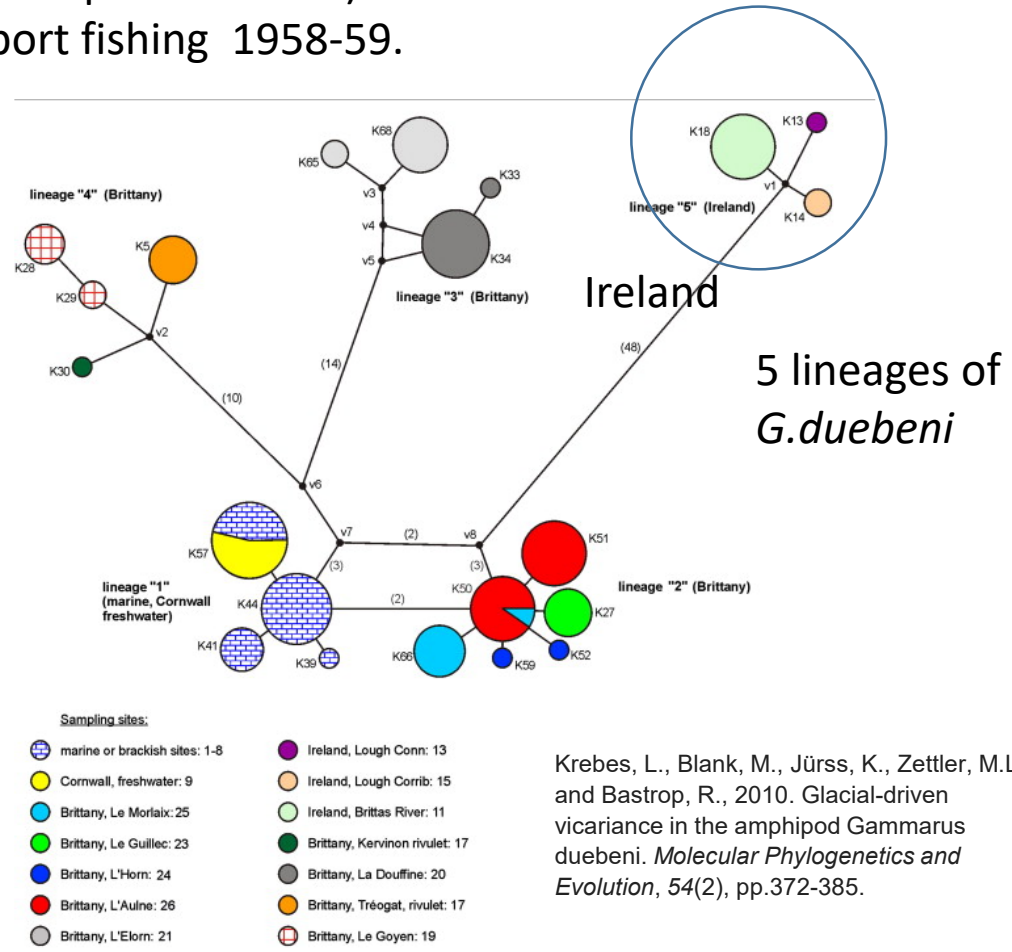 port fishing 1958-59.
K68
K65
K13
K18
K33
v3
v1
lineage "4" (Brittany)
lineage "5" (Ireland)
K14
v4
K5
K28
K34
v5
K29
lineage "3" (Brittany)
Ireland
v2
K30
(14)
(48)
5 lineages of
G.duebeni
(10)
v6
v7
(2)
v8
K51
K57
(3)
(3)
K50
lineage "2" (Brittany)
lineage "1"
(marine, Cornwall
freshwater)
K44
(2)
K27
K41
K39
K66
K59
K52
Sampling sites:
marine or brackish sites: 1-8
Cornwall, freshwater: 9
Brittany, Le Morlaix: 25
Brittany, Le Guillec: 23
Brittany, L'Horn: 24
Brittany, L'Aulne: 26
Brittany, L'Elorn: 21
Ireland, Lough Conn: 13
Ireland, Lough Corrib: 15
Ireland, Brittas River: 11
Brittany, Kervinon rivulet: 17
Brittany, La Douffine: 20
Brittany, Tréogat, rivulet: 17
Brittany, Le Goyen: 19
Krebes, L., Blank, M., Jürss, K., Zettler, M.L
and Bastrop, R., 2010. Glacial-driven
vicariance in the amphipod Gammarus
duebeni. Molecular Phylogenetics and
Evolution, 54(2), pp.372-385.